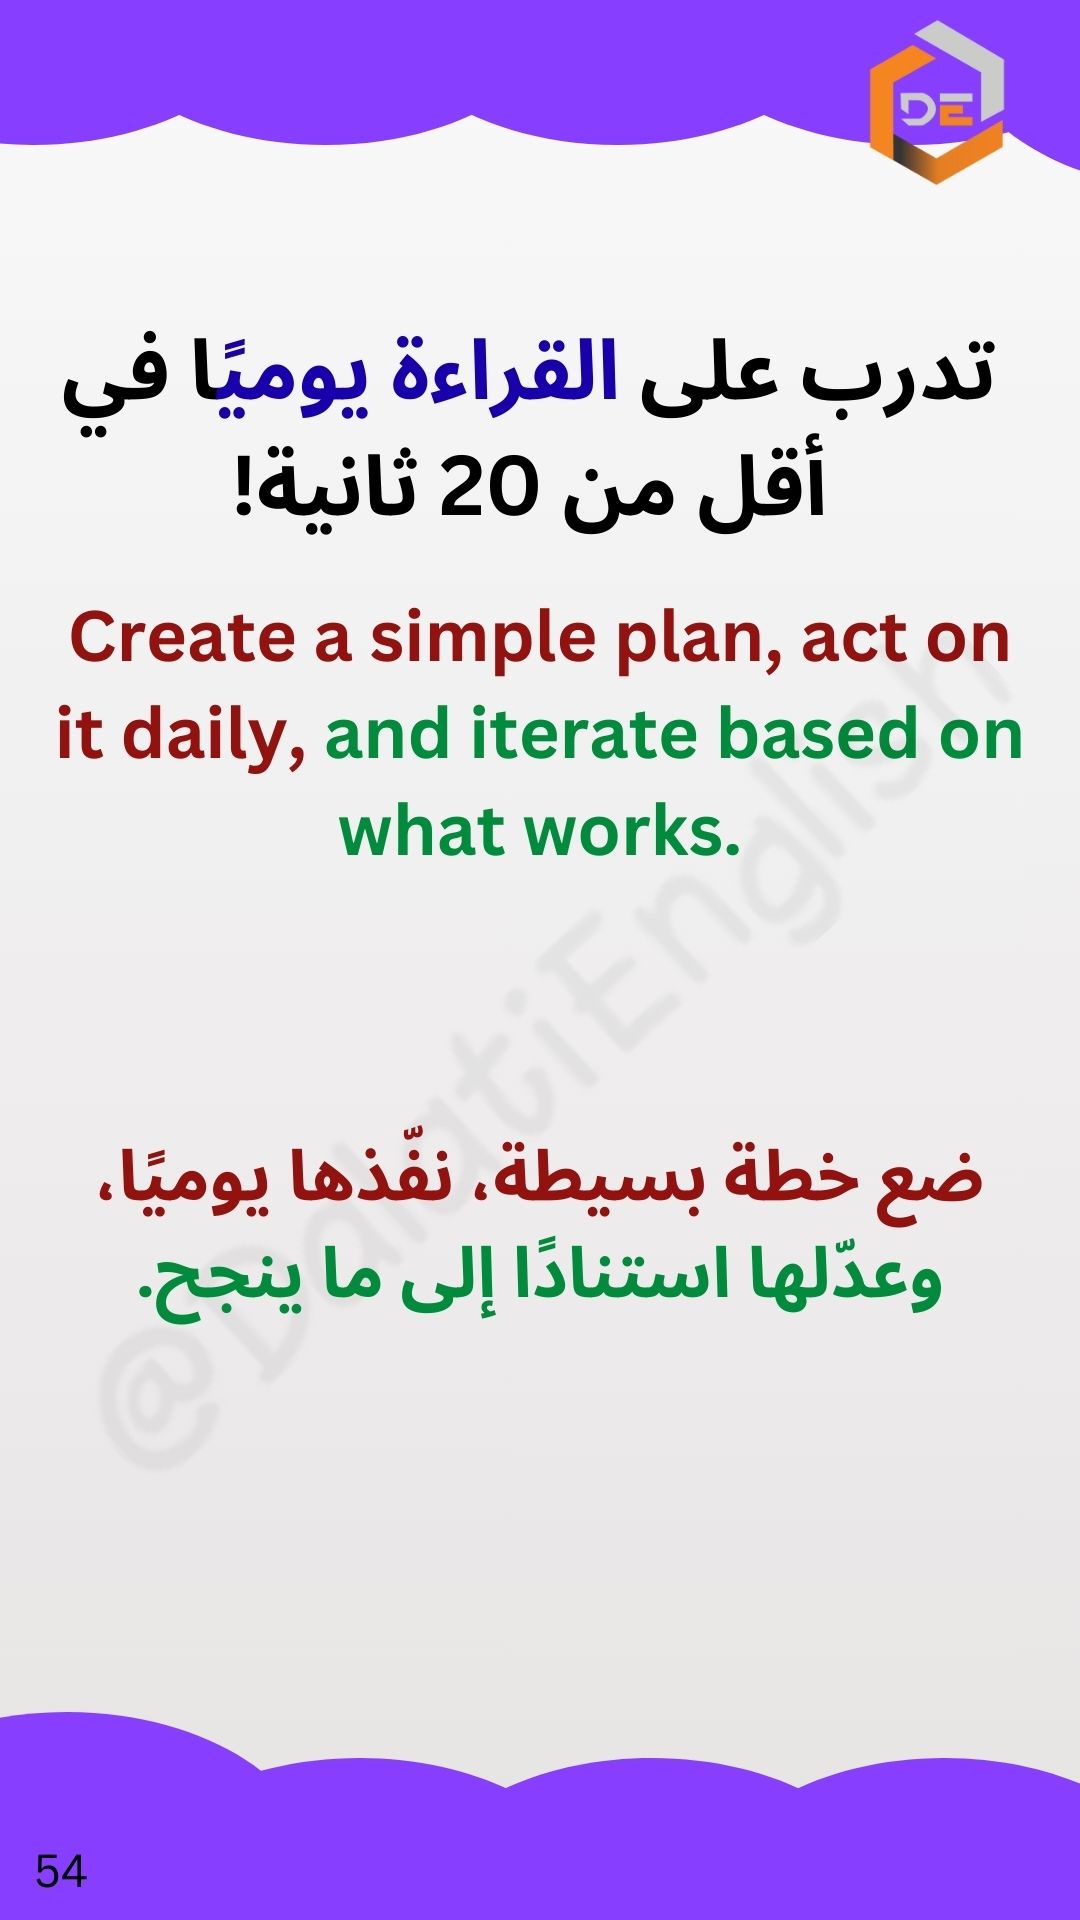 DE
تدرب على القراءة يوميًا في
أقل من 20 ثانية!
Create a simple plan, act on
it daily, and iterate based on
what works.
@DalatiEnglish
ضع خطة بسيطة، نفّذها يوميًا،
وعدّلها استنادًا إلى ما ينجح.
54